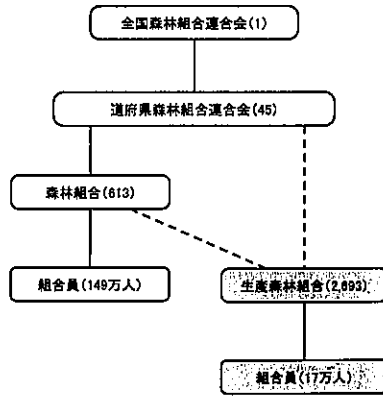 全国森林組合連合会(1)
道府県森林組合連合会(45)
森林組合(613)
組合員(149万人)
生産森林組合(2,693)
組合員(17万人)